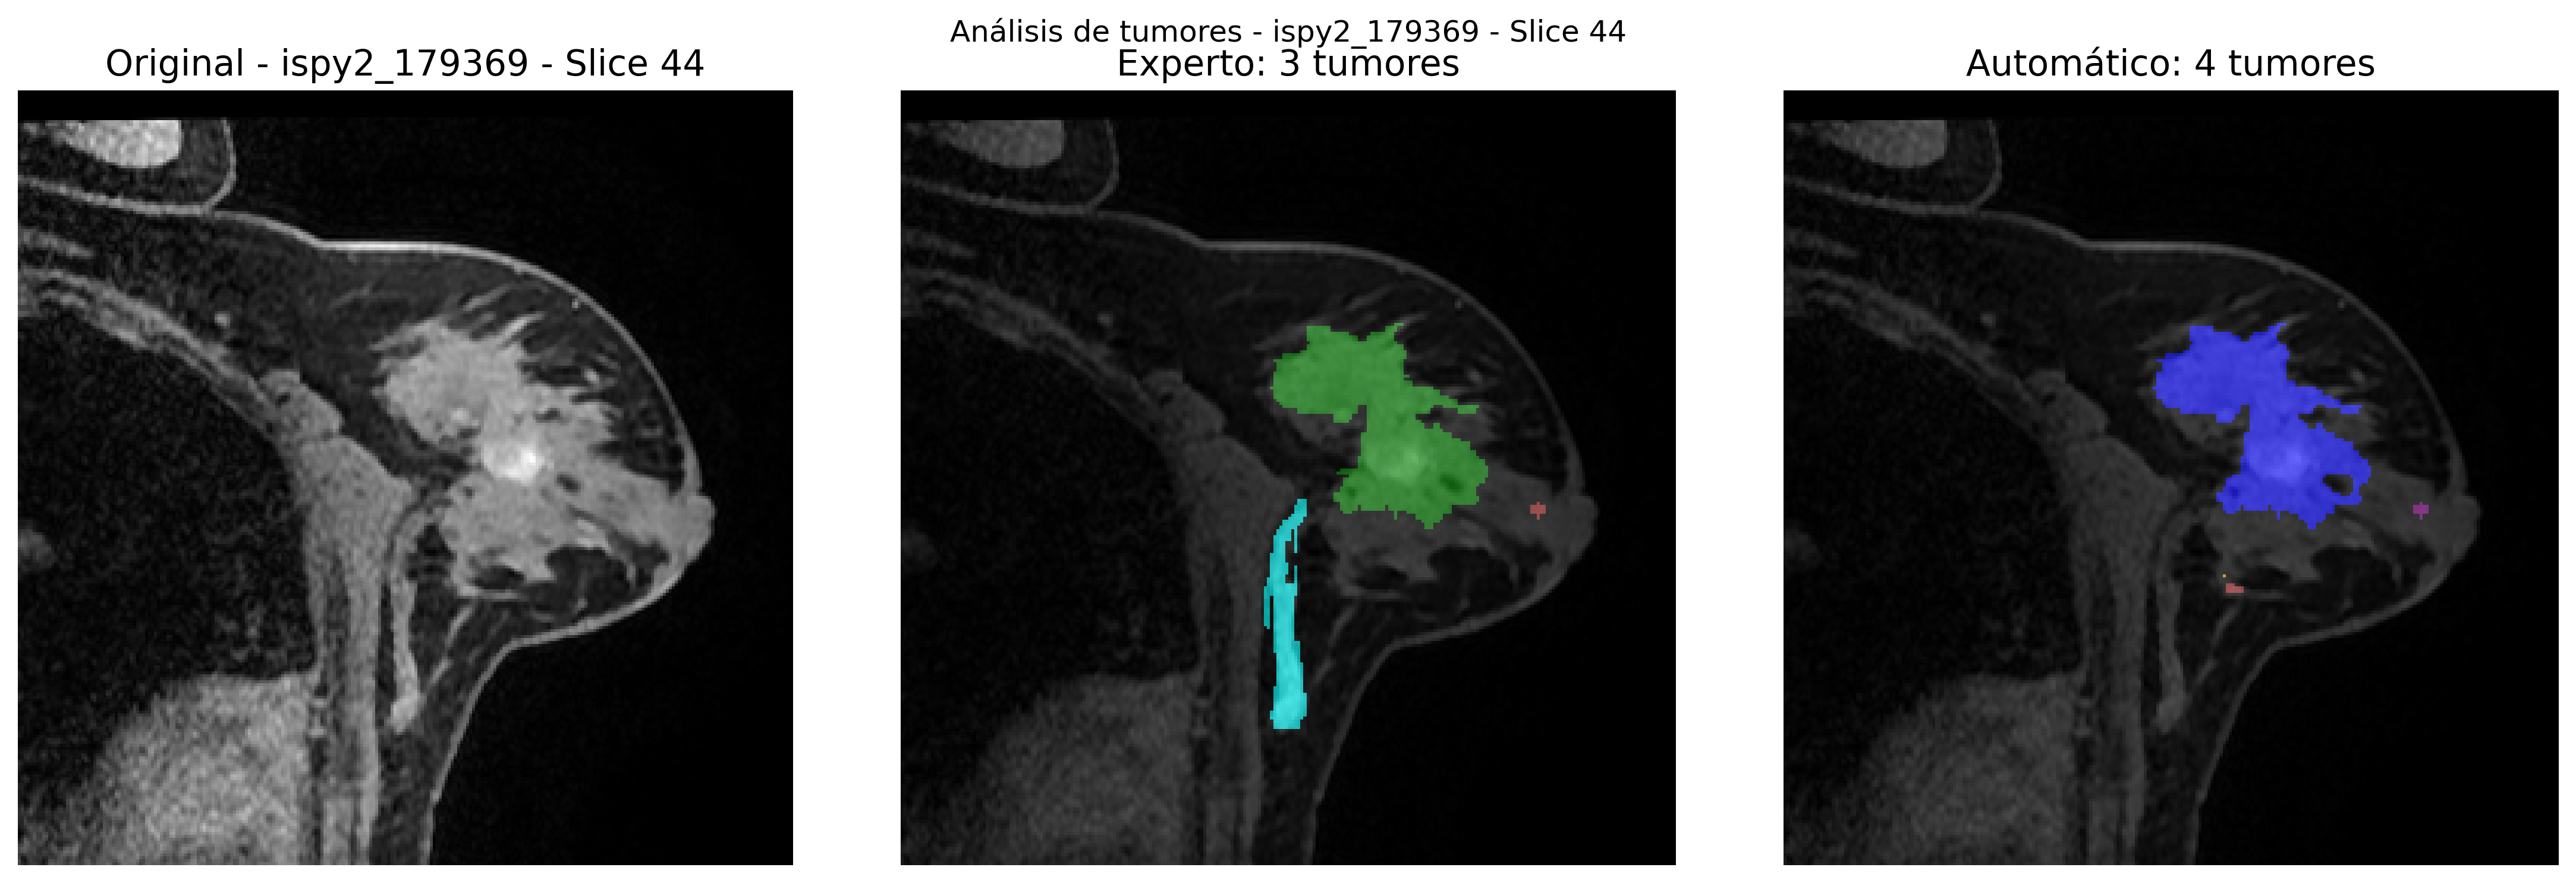 Análisis de tumores - ispy2_179369 - Slice 44
Original - ispy2_179369 - Slice 44
Experto: 3 tumores
Automático: 4 tumores